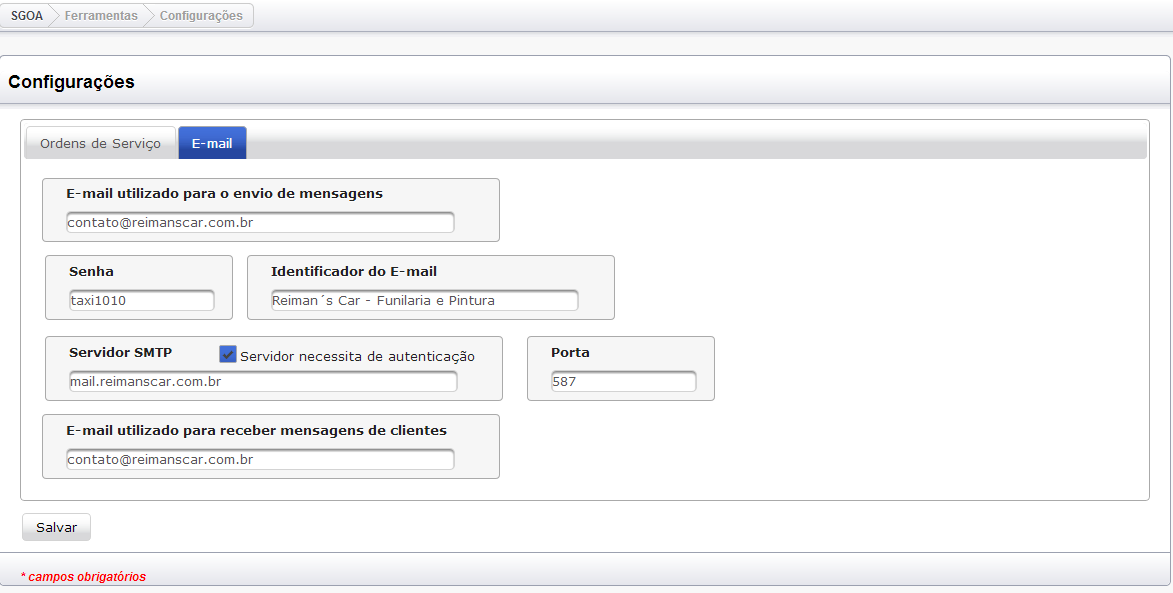 SGOA Ferramentas Configurações
Configurações
Ordens de Serviço E-mail
E-mail utilizado para o envio de mensagens
contato@reimanscar.com.br
Senha Identificador do E-mail
taxi1010 Reiman´s Car - Funilaria e Pintura
Servidor SMTP Servidor necessita de autenticação Porta
mail.reimanscar.com.br 587
E-mail utilizado para receber mensagens de clientes
contato@reimanscar.com.br
Salvar
* campos obrigatórios